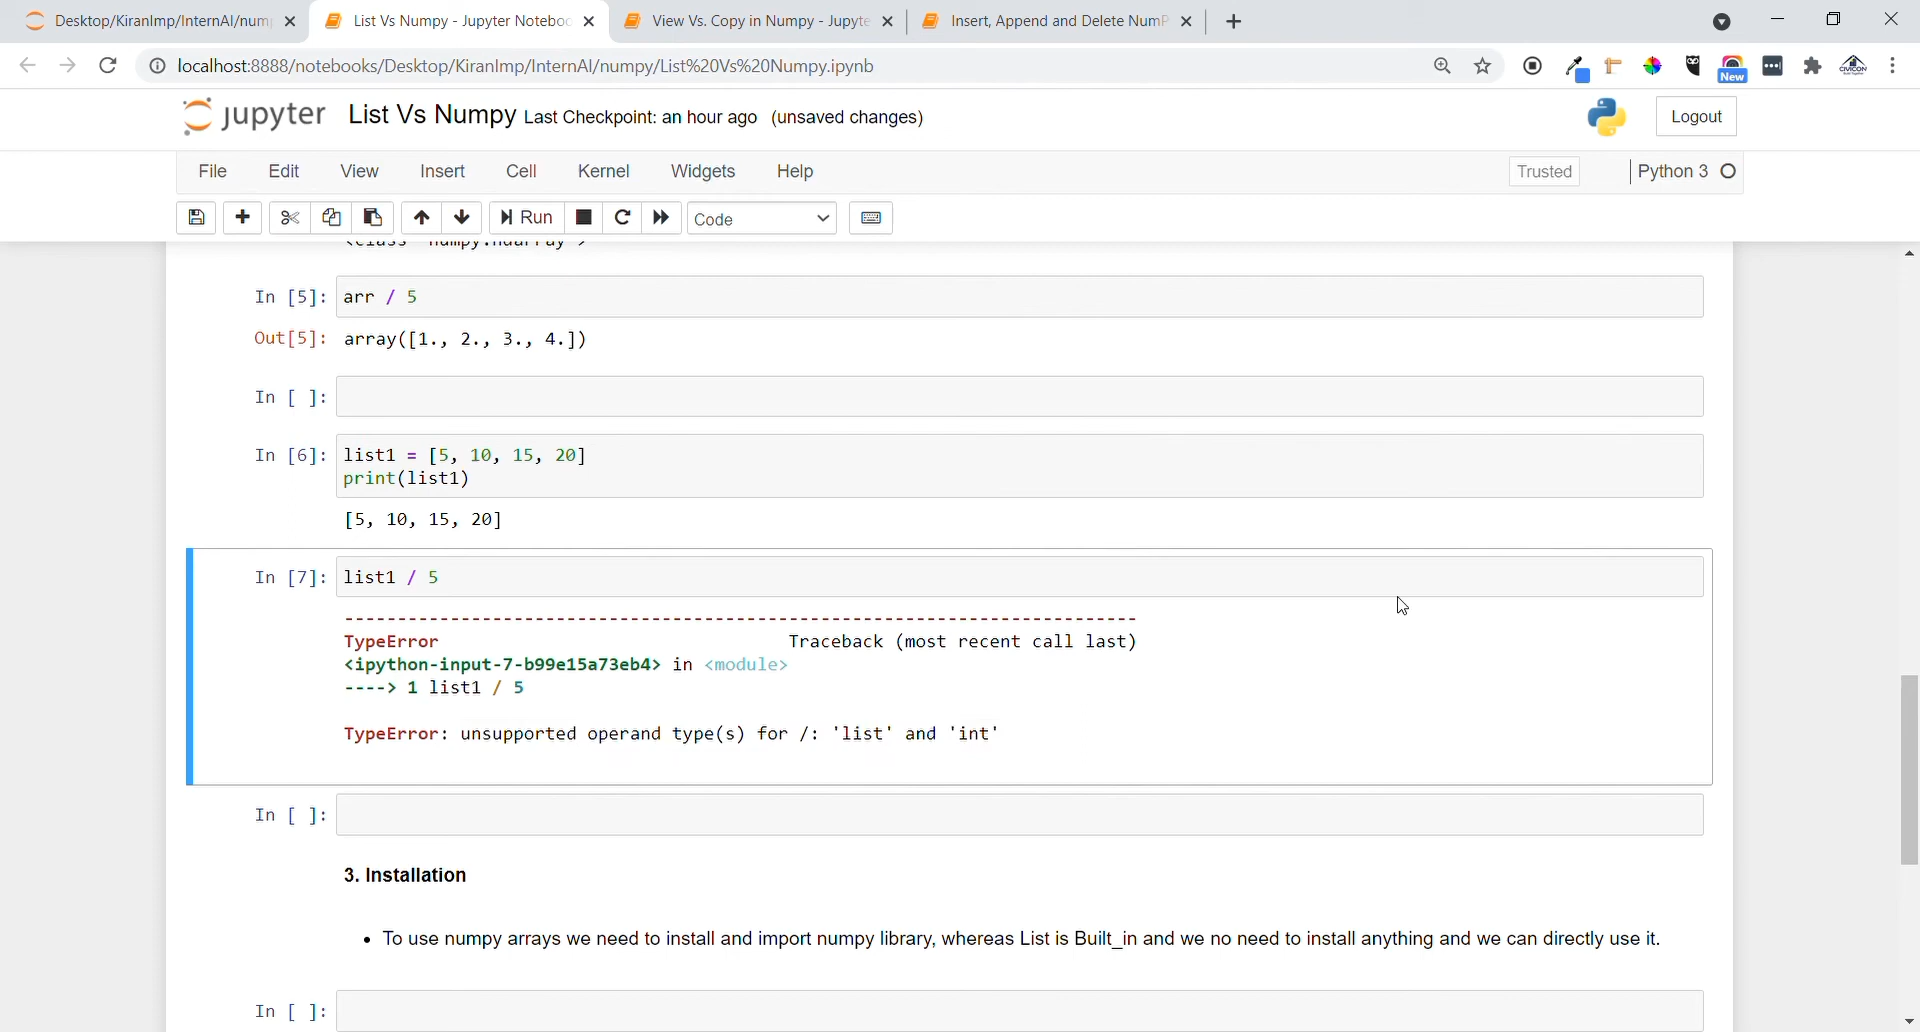 Desktop/KiranImp/InternAI/num
List Vs Numpy - Jupyter Noteboo
View Vs. Copy in Numpy - Jupyte
Insert, Append and Delete NumP
localhost:8888/notebooks/Desktop/KiranImp/InternAI/numpy/List%20Vs%20Numpy.ipynb
New
CIVICON
jupyter
List Vs Numpy Last Checkpoint: an hour ago (unsaved changes)
Logout
File Edit View Insert Cell Kernel Widgets Help
Trusted
Python 3
Run
Code
<class 'numpy.ndarray'>
In [5]: arr / 5
Out[5]: array([1., 2., 3., 4.])
In [ ]:
In [6]: list1 = [5, 10, 15, 20]
print(list1)
[5, 10, 15, 20]
In [7]: list1 / 5
---------------------------------------------------------------------------
TypeError Traceback (most recent call last)
<ipython-input-7-b99e15a73eb4> in <module>
----> 1 list1 / 5
TypeError: unsupported operand type(s) for /: 'list' and 'int'
In [ ]:
3. Installation
• To use numpy arrays we need to install and import numpy library, whereas List is Built_in and we no need to install anything and we can directly use it.
In [ ]: